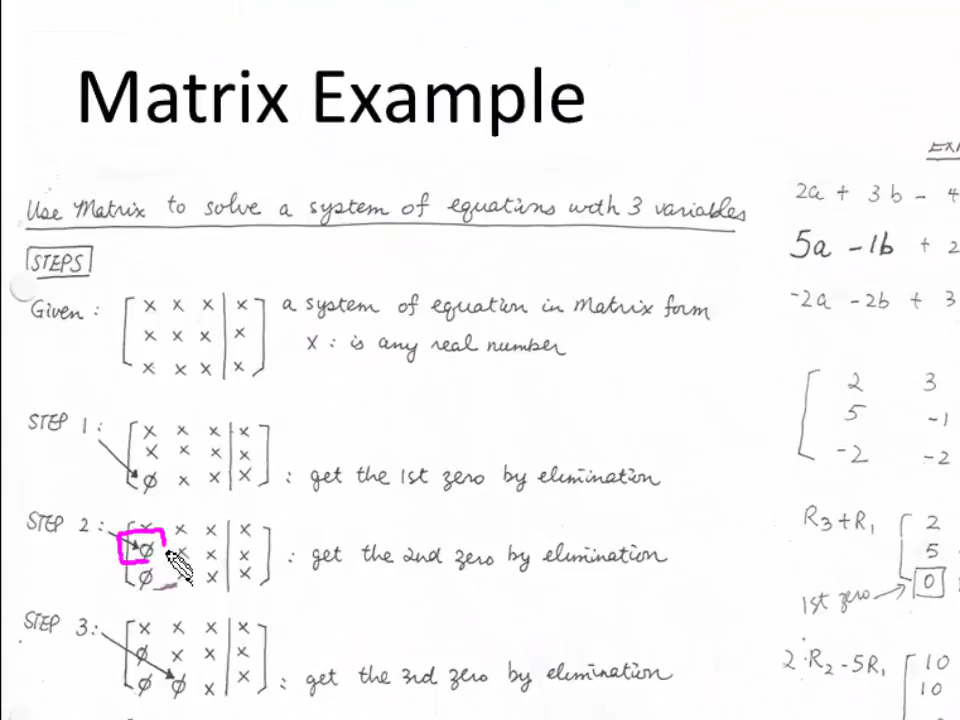 Matrix Example
Use Matrix to solve a system of equations with 3 variables
STEPS
Given : [ x x x | x ] a system of equation in Matrix form
x x x | x x : is any real number
x x x | x
STEP 1 : [ x x x | x ]
x x x | x
∅ x x | x : get the 1st zero by elimination
STEP 2 : [ x x x | x ]
∅ x x | x : get the 2nd zero by elimination
∅ x x | x
STEP 3 : [ x x x | x ]
∅ x x | x
∅ ∅ x | x : get the 3rd zero by elimination
2a + 3b - 4
5a -1b + 2
-2a -2b + 3
2 3
5 -1
-2 -2
R3+R1 [ 2
5
1st zero 0
2·R2-5R1 [ 10
10